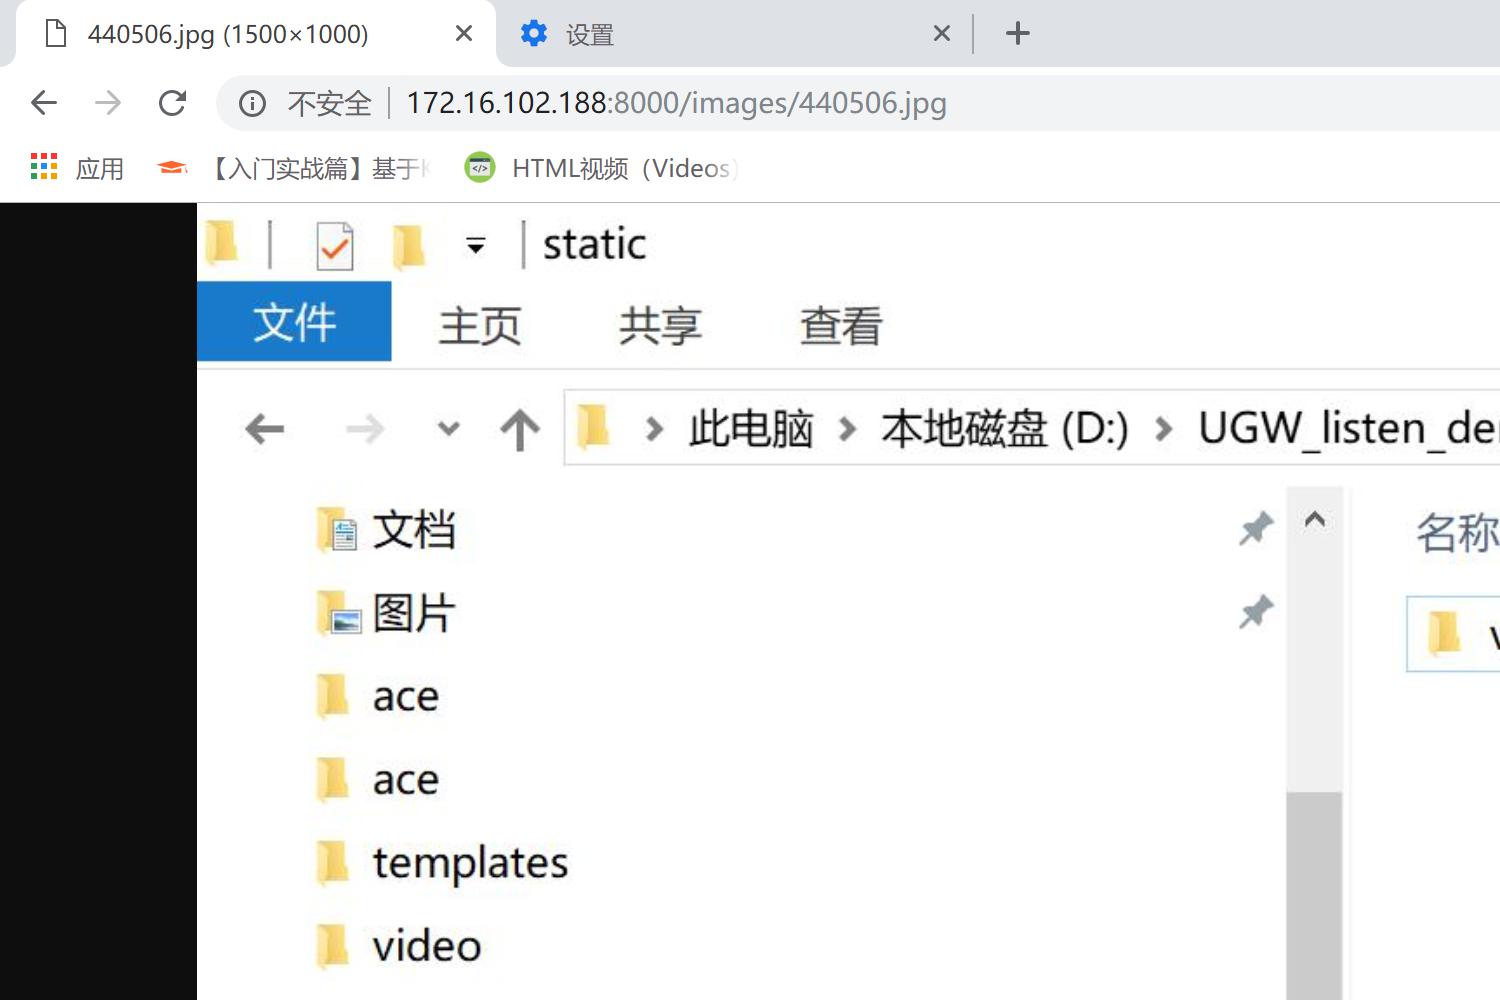 440506.jpg (1500×1000)
设置
不安全
172.16.102.188:8000/images/440506.jpg
应用
【入门实战篇】基于
HTML视频（Videos）
static
文件
主页
共享
查看
此电脑
本地磁盘 (D:)
UGW_listen_de
名称
文档
图片
ace
ace
templates
video